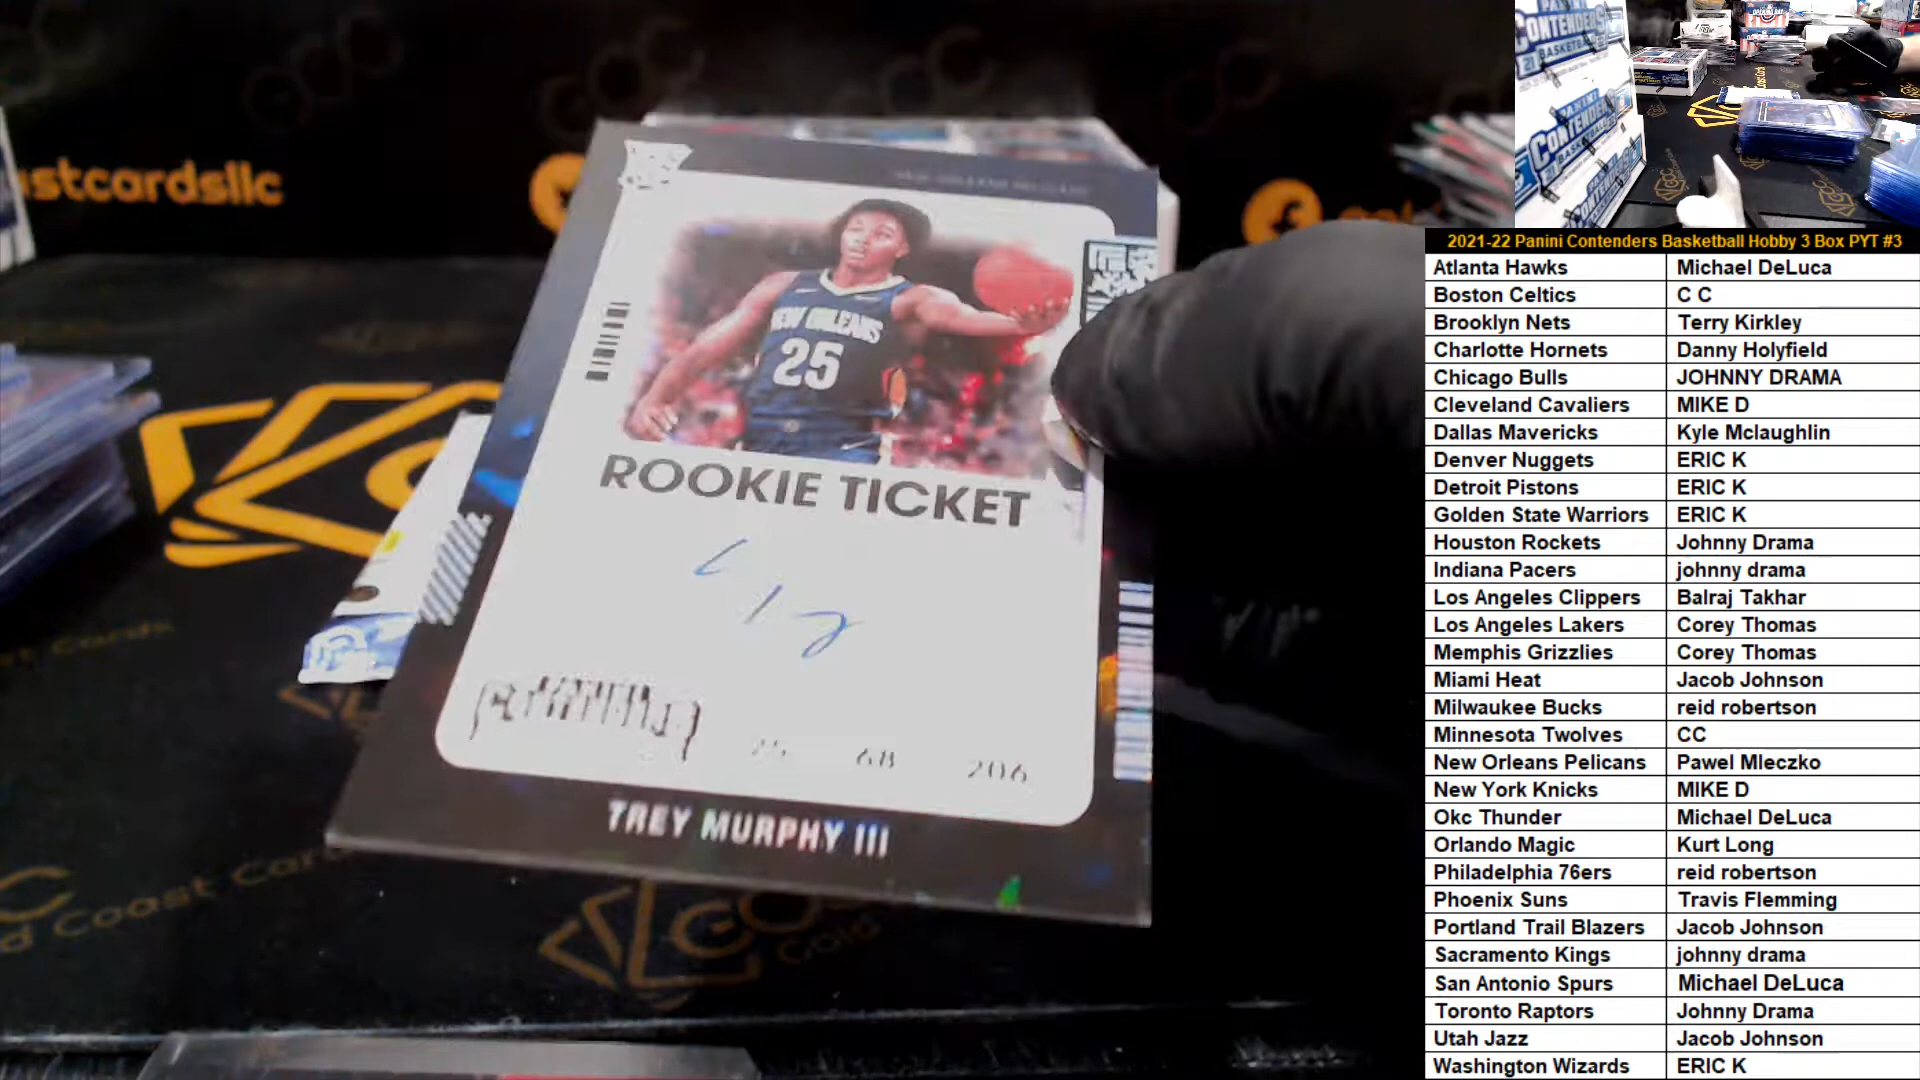 stcardsllc
NEW ORLEANS
25
ROOKIE TICKET
25 68 206
TREY MURPHY III
Coast Cards
PANINI
CONTENDERS
BASKETBALL
2021-22 Panini Contenders Basketball Hobby 3 Box PYT #3
Atlanta Hawks Michael DeLuca
Boston Celtics C C
Brooklyn Nets Terry Kirkley
Charlotte Hornets Danny Holyfield
Chicago Bulls JOHNNY DRAMA
Cleveland Cavaliers MIKE D
Dallas Mavericks Kyle Mclaughlin
Denver Nuggets ERIC K
Detroit Pistons ERIC K
Golden State Warriors ERIC K
Houston Rockets Johnny Drama
Indiana Pacers johnny drama
Los Angeles Clippers Balraj Takhar
Los Angeles Lakers Corey Thomas
Memphis Grizzlies Corey Thomas
Miami Heat Jacob Johnson
Milwaukee Bucks reid robertson
Minnesota Twolves CC
New Orleans Pelicans Pawel Mleczko
New York Knicks MIKE D
Okc Thunder Michael DeLuca
Orlando Magic Kurt Long
Philadelphia 76ers reid robertson
Phoenix Suns Travis Flemming
Portland Trail Blazers Jacob Johnson
Sacramento Kings johnny drama
San Antonio Spurs Michael DeLuca
Toronto Raptors Johnny Drama
Utah Jazz Jacob Johnson
Washington Wizards ERIC K